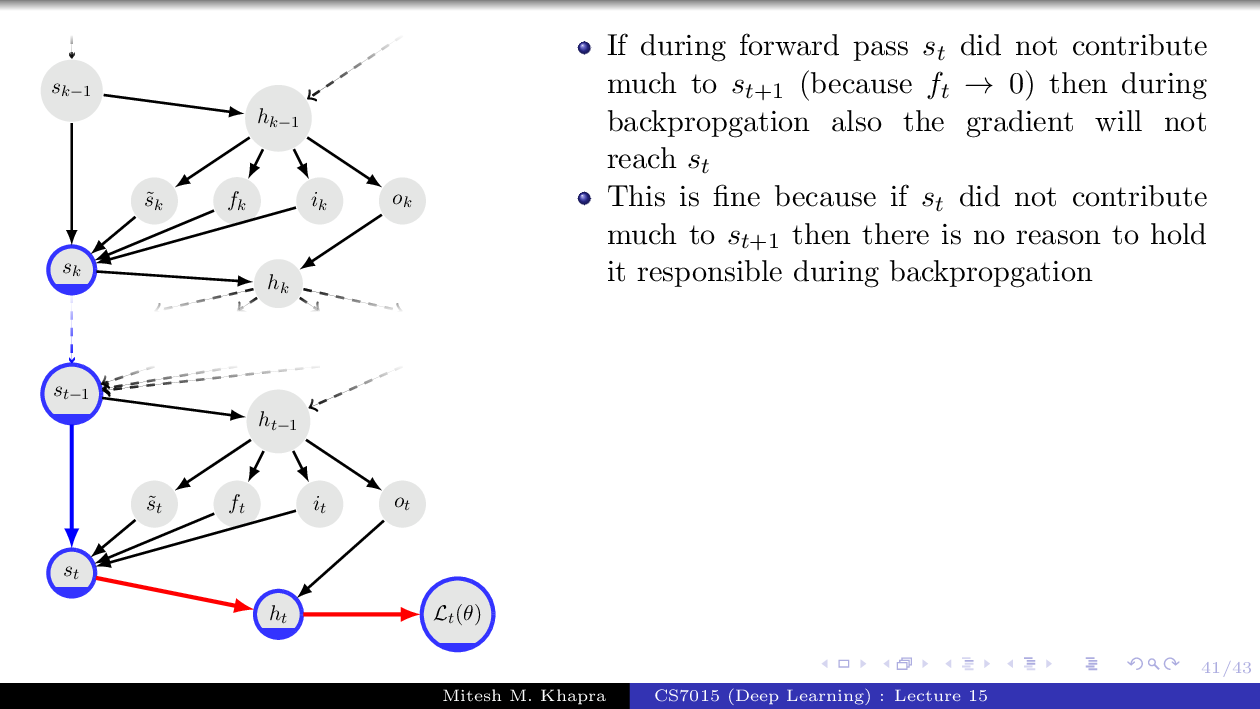 s_{k−1}
h_{k−1}
s̃_k
f_k
i_k
o_k
s_k
h_k
s_{t−1}
h_{t−1}
s̃_t
f_t
i_t
o_t
s_t
h_t
ℒ_t(θ)
If during forward pass s_t did not contribute
much to s_{t+1} (because f_t → 0) then during
backpropgation also the gradient will not
reach s_t
This is fine because if s_t did not contribute
much to s_{t+1} then there is no reason to hold
it responsible during backpropgation
41/43
Mitesh M. Khapra
CS7015 (Deep Learning) : Lecture 15